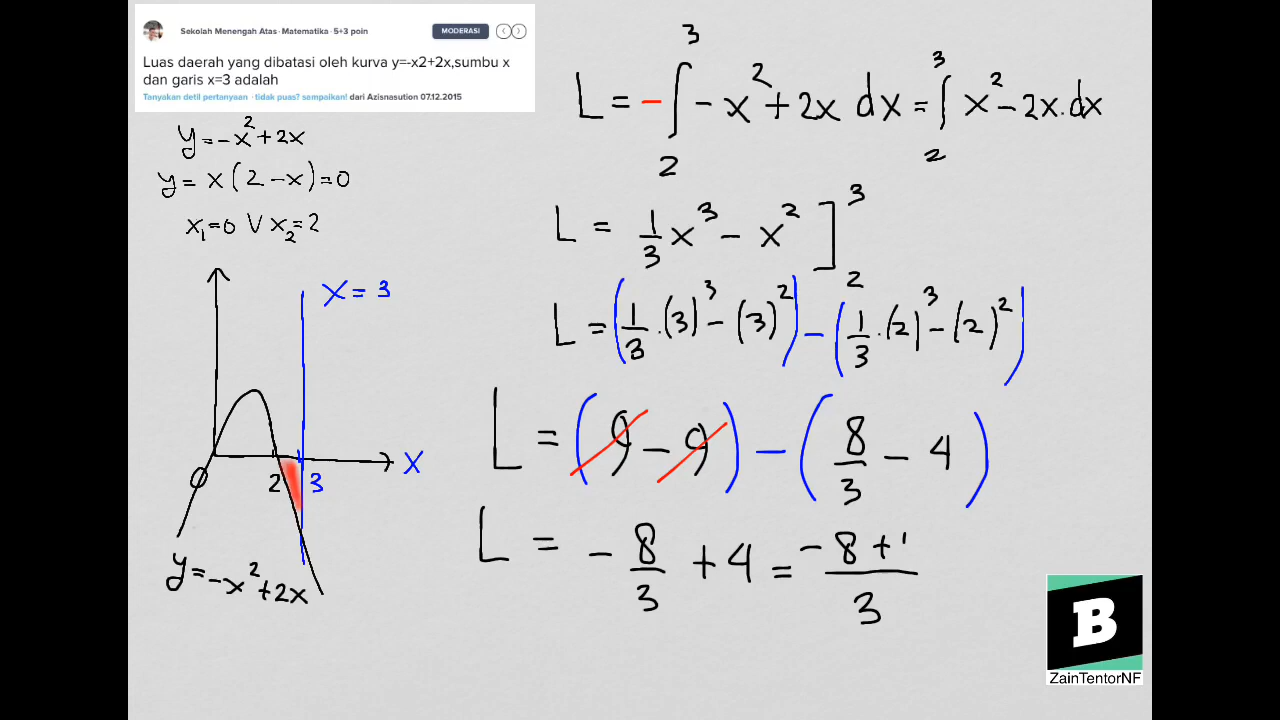 Sekolah Menengah Atas · Matematika · 5+3 poin
MODERASI
Luas daerah yang dibatasi oleh kurva y=-x2+2x,sumbu x
dan garis x=3 adalah
Tanyakan detil pertanyaan · tidak puas? sampaikan! dari Azisnasution 07.12.2015
y = -x² + 2x
y = x(2-x) = 0
x₁=0 V x₂=2
X = 3
X
O
2
3
y = -x² + 2x
L = -∫₂³ -x² + 2x dx = ∫₂³ x² - 2x.dx
L = 1/3 x³ - x² ]₂³
L = (1/3 .(3)³ - (3)²) - (1/3 .(2)³ - (2)²)
L = (9 - 9) - (8/3 - 4)
L = -8/3 + 4 = (-8 +')/3
B
ZainTentorNF